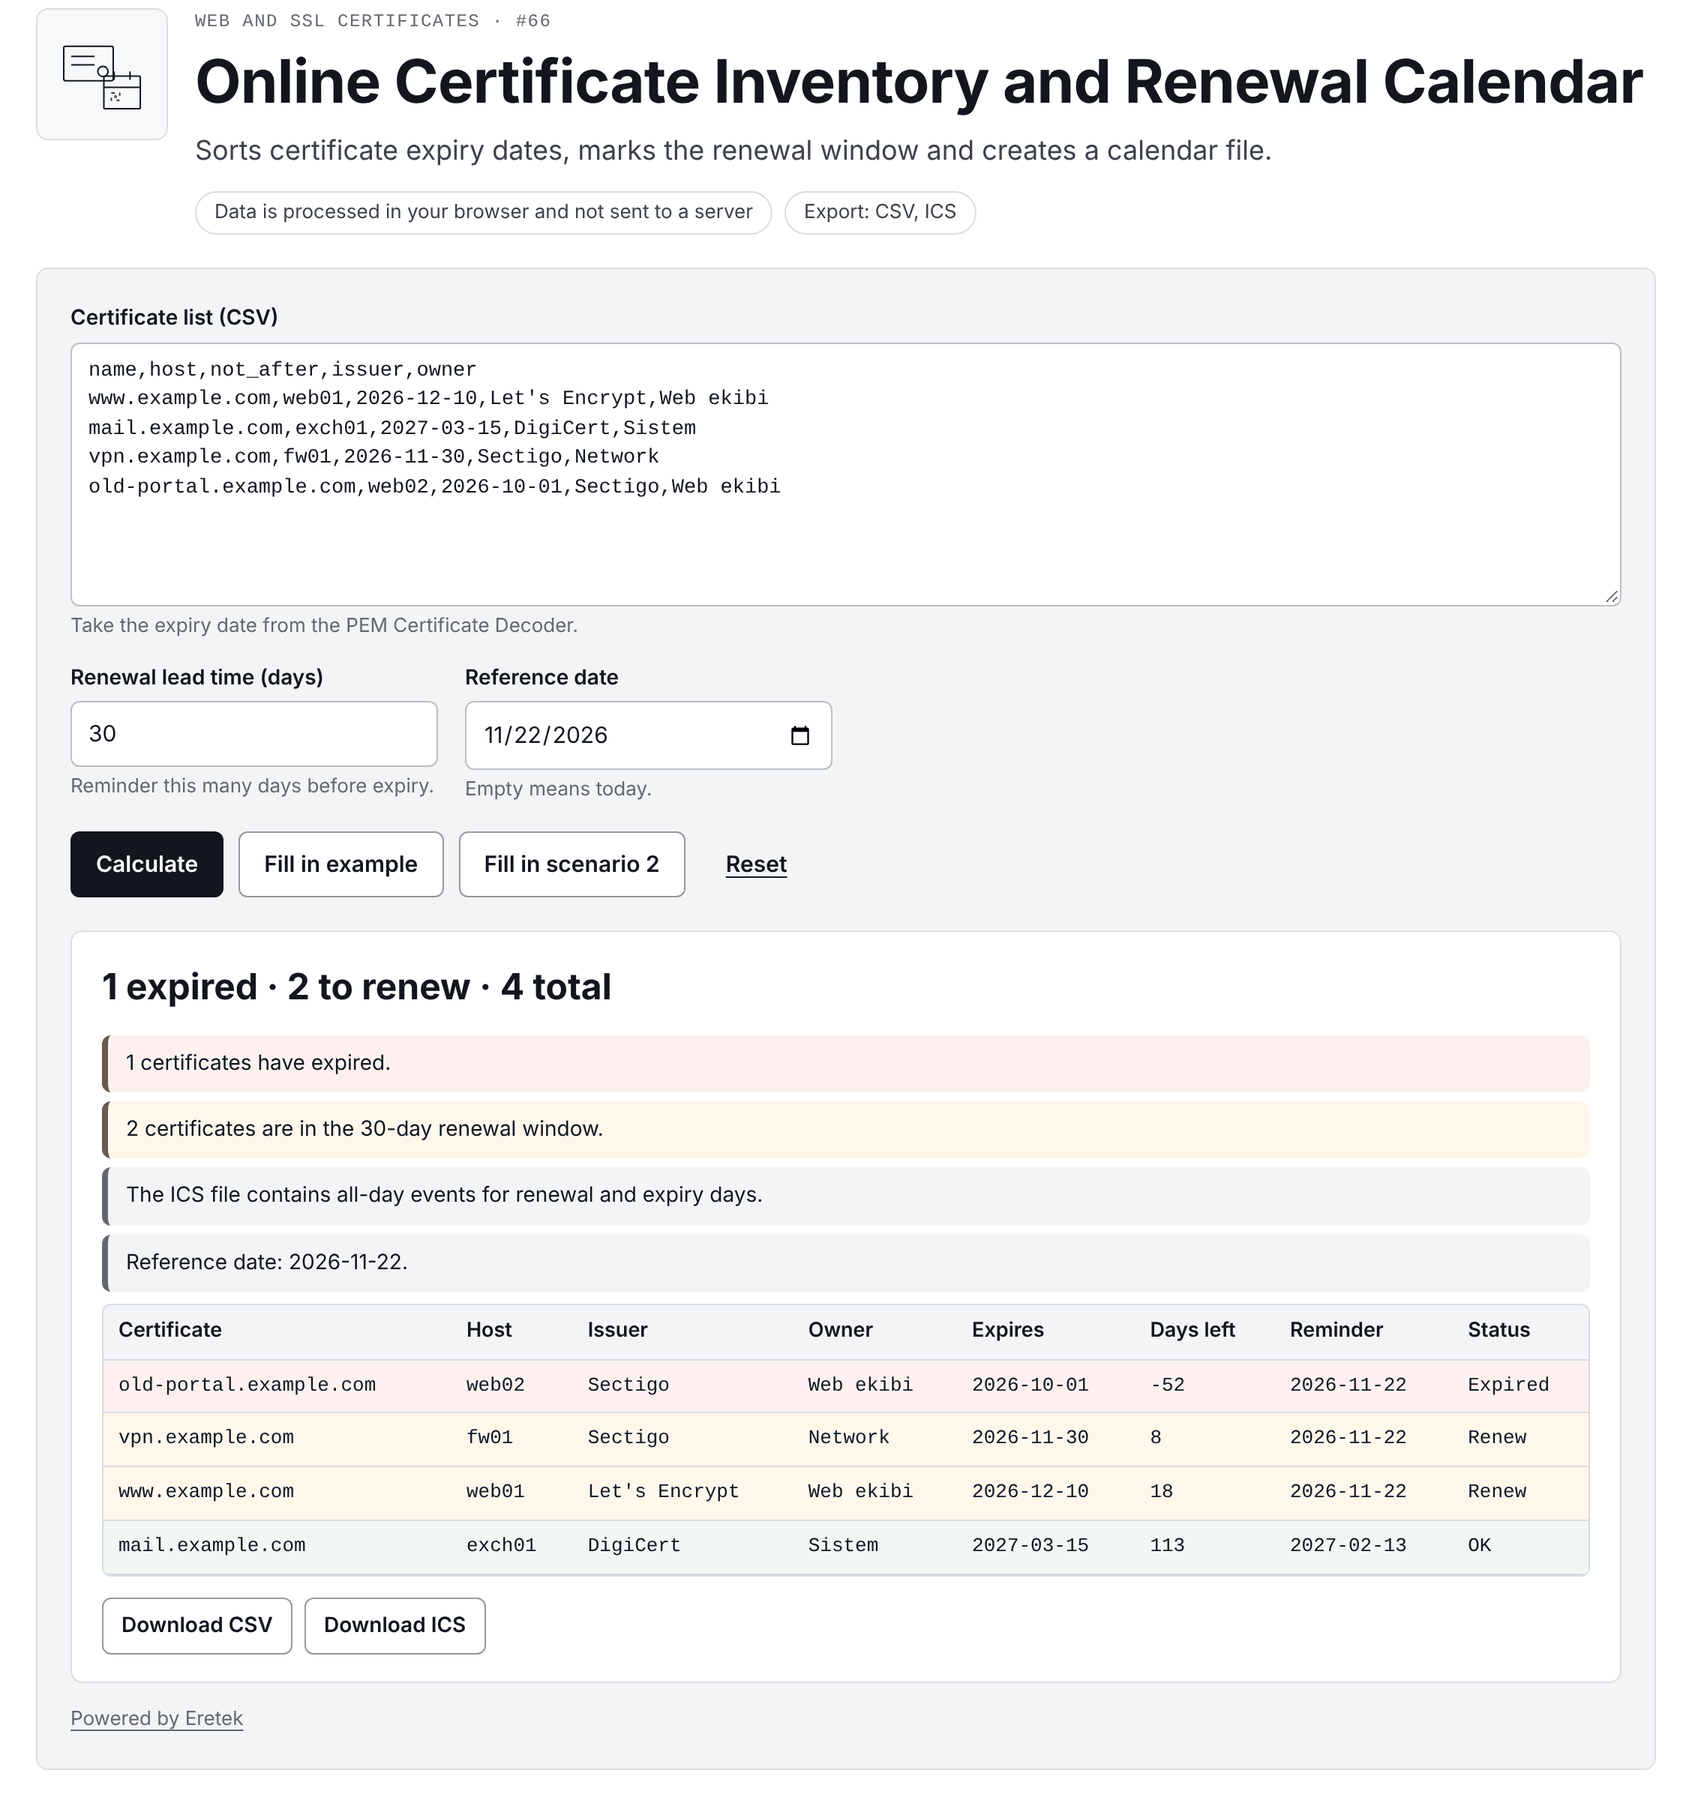 WEB AND SSL CERTIFICATES · #66
Online Certificate Inventory and Renewal Calendar
Sorts certificate expiry dates, marks the renewal window and creates a calendar file.
Data is processed in your browser and not sent to a server
Export: CSV, ICS
Certificate list (CSV)
name,host,not_after,issuer,owner
www.example.com,web01,2026-12-10,Let's Encrypt,Web ekibi
mail.example.com,exch01,2027-03-15,DigiCert,Sistem
vpn.example.com,fw01,2026-11-30,Sectigo,Network
old-portal.example.com,web02,2026-10-01,Sectigo,Web ekibi
Take the expiry date from the PEM Certificate Decoder.
Renewal lead time (days) Reference date
30 11/22/2026
Reminder this many days before expiry. Empty means today.
Calculate Fill in example Fill in scenario 2 Reset
1 expired · 2 to renew · 4 total
1 certificates have expired.
2 certificates are in the 30-day renewal window.
The ICS file contains all-day events for renewal and expiry days.
Reference date: 2026-11-22.
Certificate Host Issuer Owner Expires Days left Reminder Status
old-portal.example.com web02 Sectigo Web ekibi 2026-10-01 -52 2026-11-22 Expired
vpn.example.com fw01 Sectigo Network 2026-11-30 8 2026-11-22 Renew
www.example.com web01 Let's Encrypt Web ekibi 2026-12-10 18 2026-11-22 Renew
mail.example.com exch01 DigiCert Sistem 2027-03-15 113 2027-02-13 OK
Download CSV Download ICS
Powered by Eretek